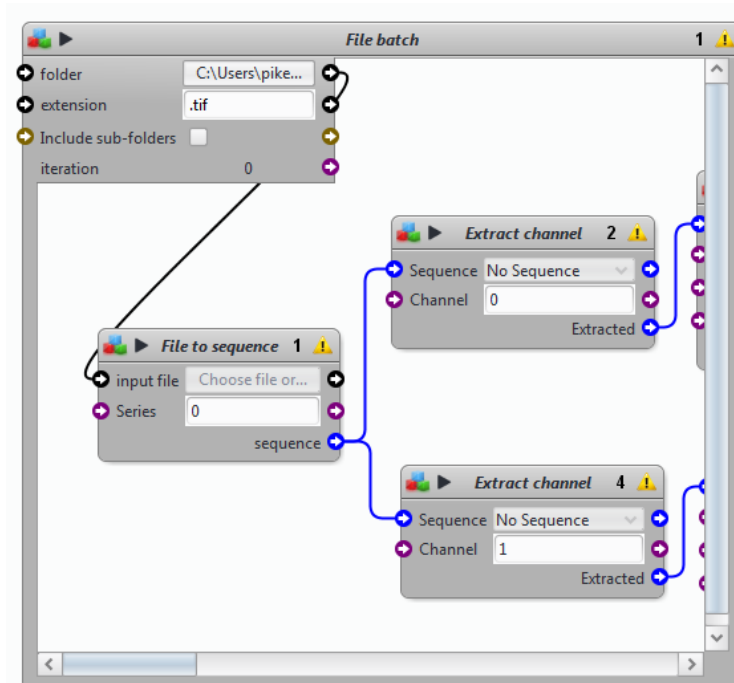 File batch 1
folder C:\Users\pike...
extension .tif
Include sub-folders
iteration 0
Extract channel 2
Sequence No Sequence
Channel 0
Extracted
File to sequence 1
input file Choose file or...
Series 0
sequence
Extract channel 4
Sequence No Sequence
Channel 1
Extracted